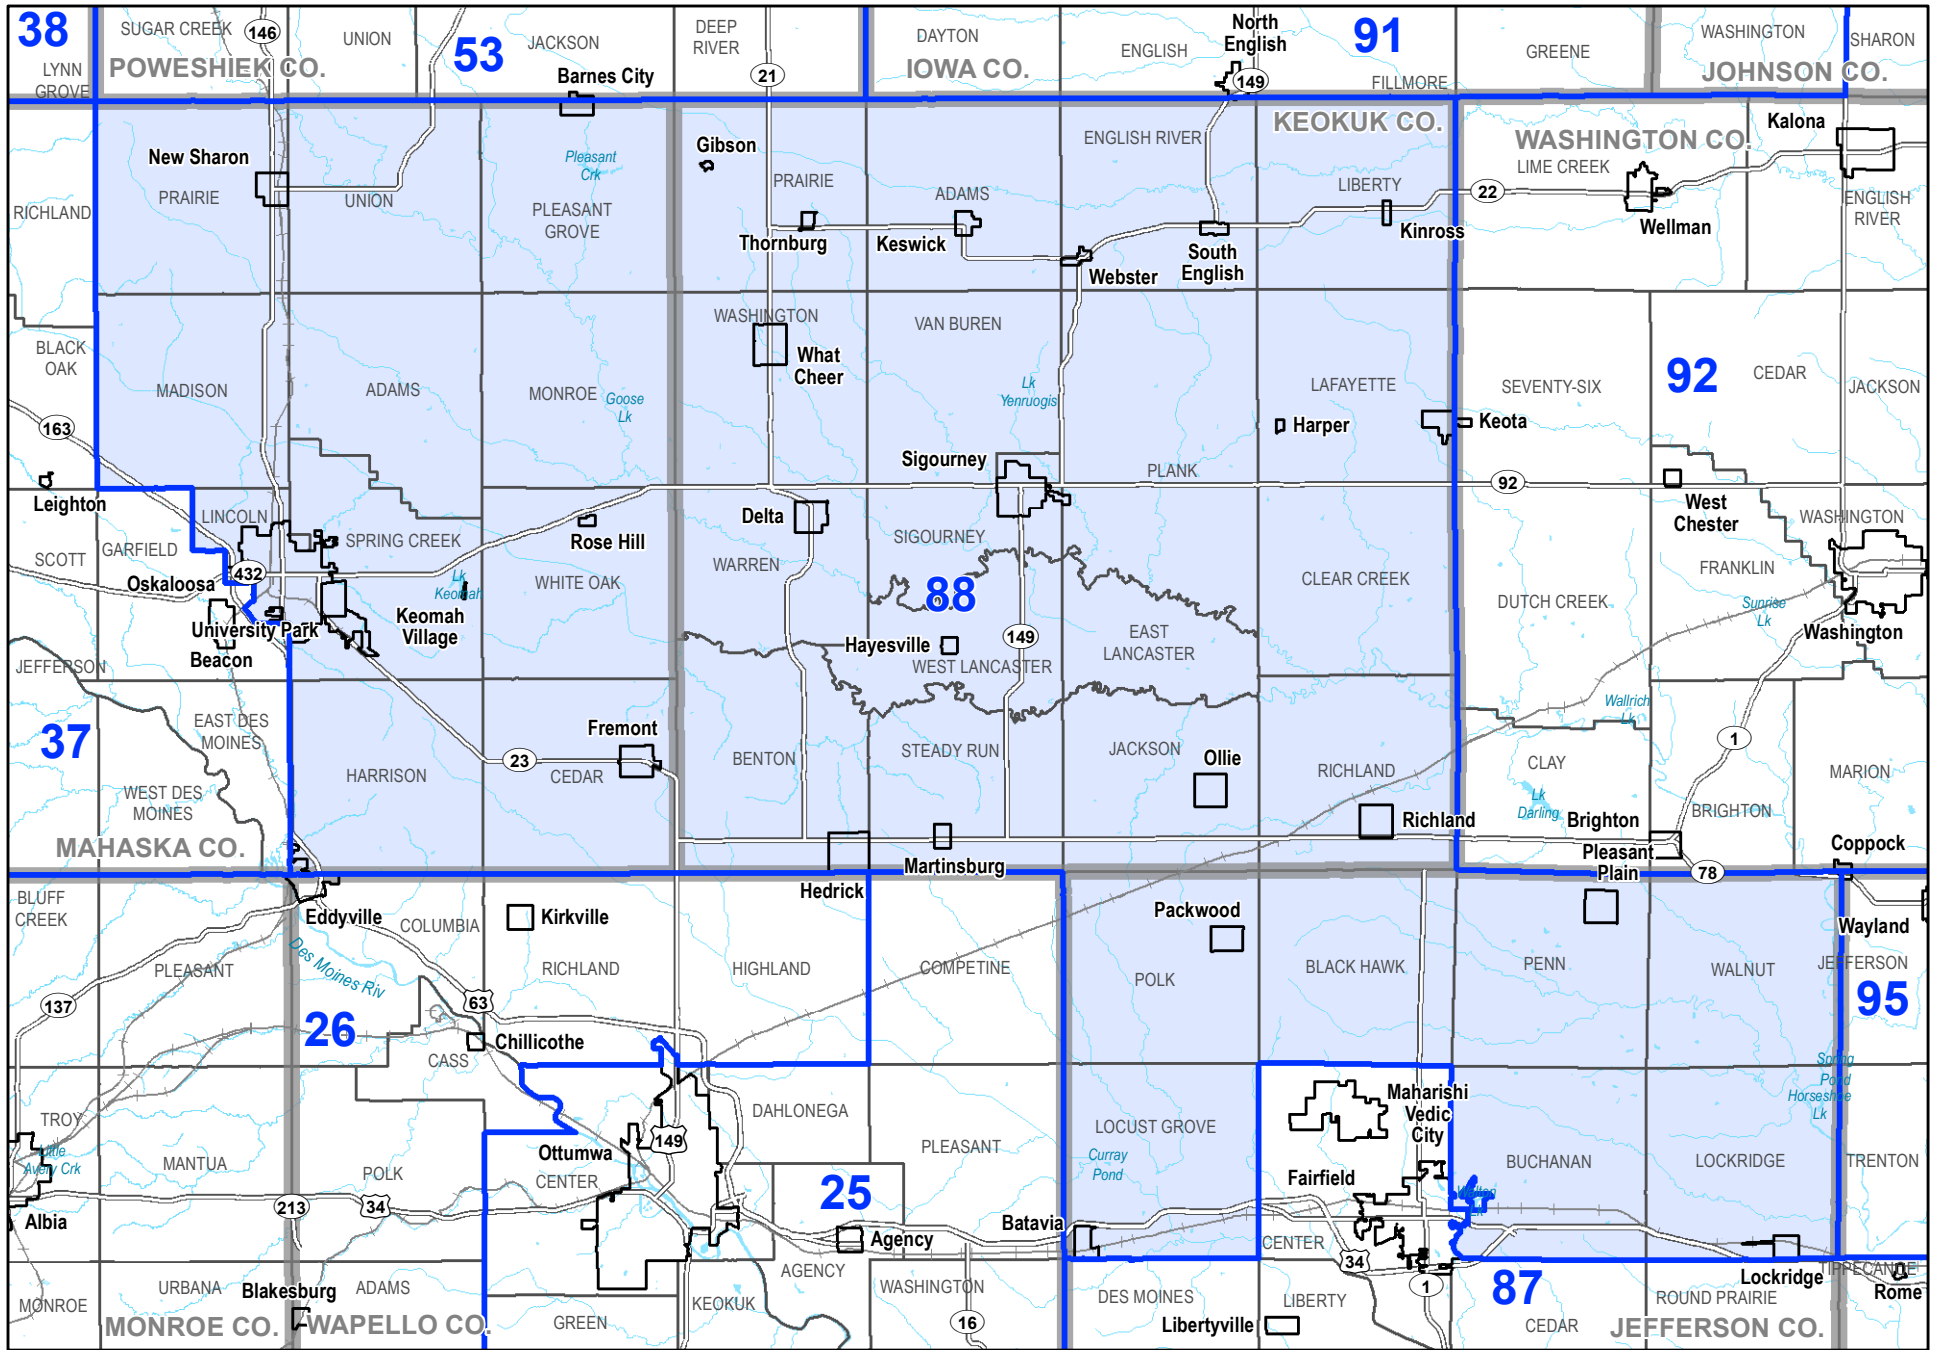 38
SUGAR CREEK
146
UNION
53
JACKSON
DEEP
RIVER
DAYTON
ENGLISH
North
English
91
GREENE
WASHINGTON
SHARON
LYNN
GROVE
POWESHIEK CO.
Barnes City
21
IOWA CO.
149
FILLMORE
JOHNSON CO.
New Sharon
PRAIRIE
UNION
Pleasant
Crk
PLEASANT
GROVE
Gibson
PRAIRIE
Thornburg
ADAMS
Keswick
ENGLISH RIVER
KEOKUK CO.
LIBERTY
Webster
South
English
Kinross
22
WASHINGTON CO.
LIME CREEK
Kalona
Wellman
ENGLISH
RIVER
RICHLAND
BLACK
OAK
MADISON
ADAMS
MONROE
Goose
Lk
WASHINGTON
What
Cheer
VAN BUREN
Lk
Yenruogis
LAFAYETTE
Harper
Keota
SEVENTY-SIX
92
CEDAR
JACKSON
163
Leighton
LINCOLN
Sigourney
PLANK
92
West
Chester
WASHINGTON
SCOTT
GARFIELD
SPRING CREEK
Rose Hill
Delta
SIGOURNEY
FRANKLIN
Oskaloosa
432
Lk
Keomah
WHITE OAK
WARREN
88
CLEAR CREEK
DUTCH CREEK
Sunrise
Lk
Washington
University Park
Keomah
Village
Beacon
Hayesville
149
WEST LANCASTER
EAST
LANCASTER
JEFFERSON
37
EAST DES
MOINES
WEST DES
MOINES
MAHASKA CO.
HARRISON
23
Fremont
CEDAR
BENTON
STEADY RUN
JACKSON
Ollie
RICHLAND
Richland
Wallrich
Lk
CLAY
Lk
Darling
1
MARION
BRIGHTON
Brighton
Coppock
Hedrick
Martinsburg
Pleasant
Plain
78
BLUFF
CREEK
Eddyville
COLUMBIA
Kirkville
Packwood
Wayland
PLEASANT
Des Moines Riv
RICHLAND
HIGHLAND
COMPETINE
POLK
BLACK HAWK
PENN
WALNUT
JEFFERSON
95
137
26
63
Chillicothe
CASS
Spring
Pond
Horseshoe
Lk
TROY
Little
Avery Crk
MANTUA
POLK
Ottumwa
149
DAHLONEGA
PLEASANT
LOCUST GROVE
Curray
Pond
Maharishi
Vedic
City
Fairfield
BUCHANAN
Walton
Lk
LOCKRIDGE
TRENTON
Albia
213
34
CENTER
25
Agency
Batavia
CENTER
34
1
87
Lockridge
TIPPECANOE
Rome
MONROE
URBANA
Blakesburg
ADAMS
MONROE CO.
WAPELLO CO.
GREEN
KEOKUK
AGENCY
WASHINGTON
16
DES MOINES
Libertyville
LIBERTY
CEDAR
ROUND PRAIRIE
JEFFERSON CO.